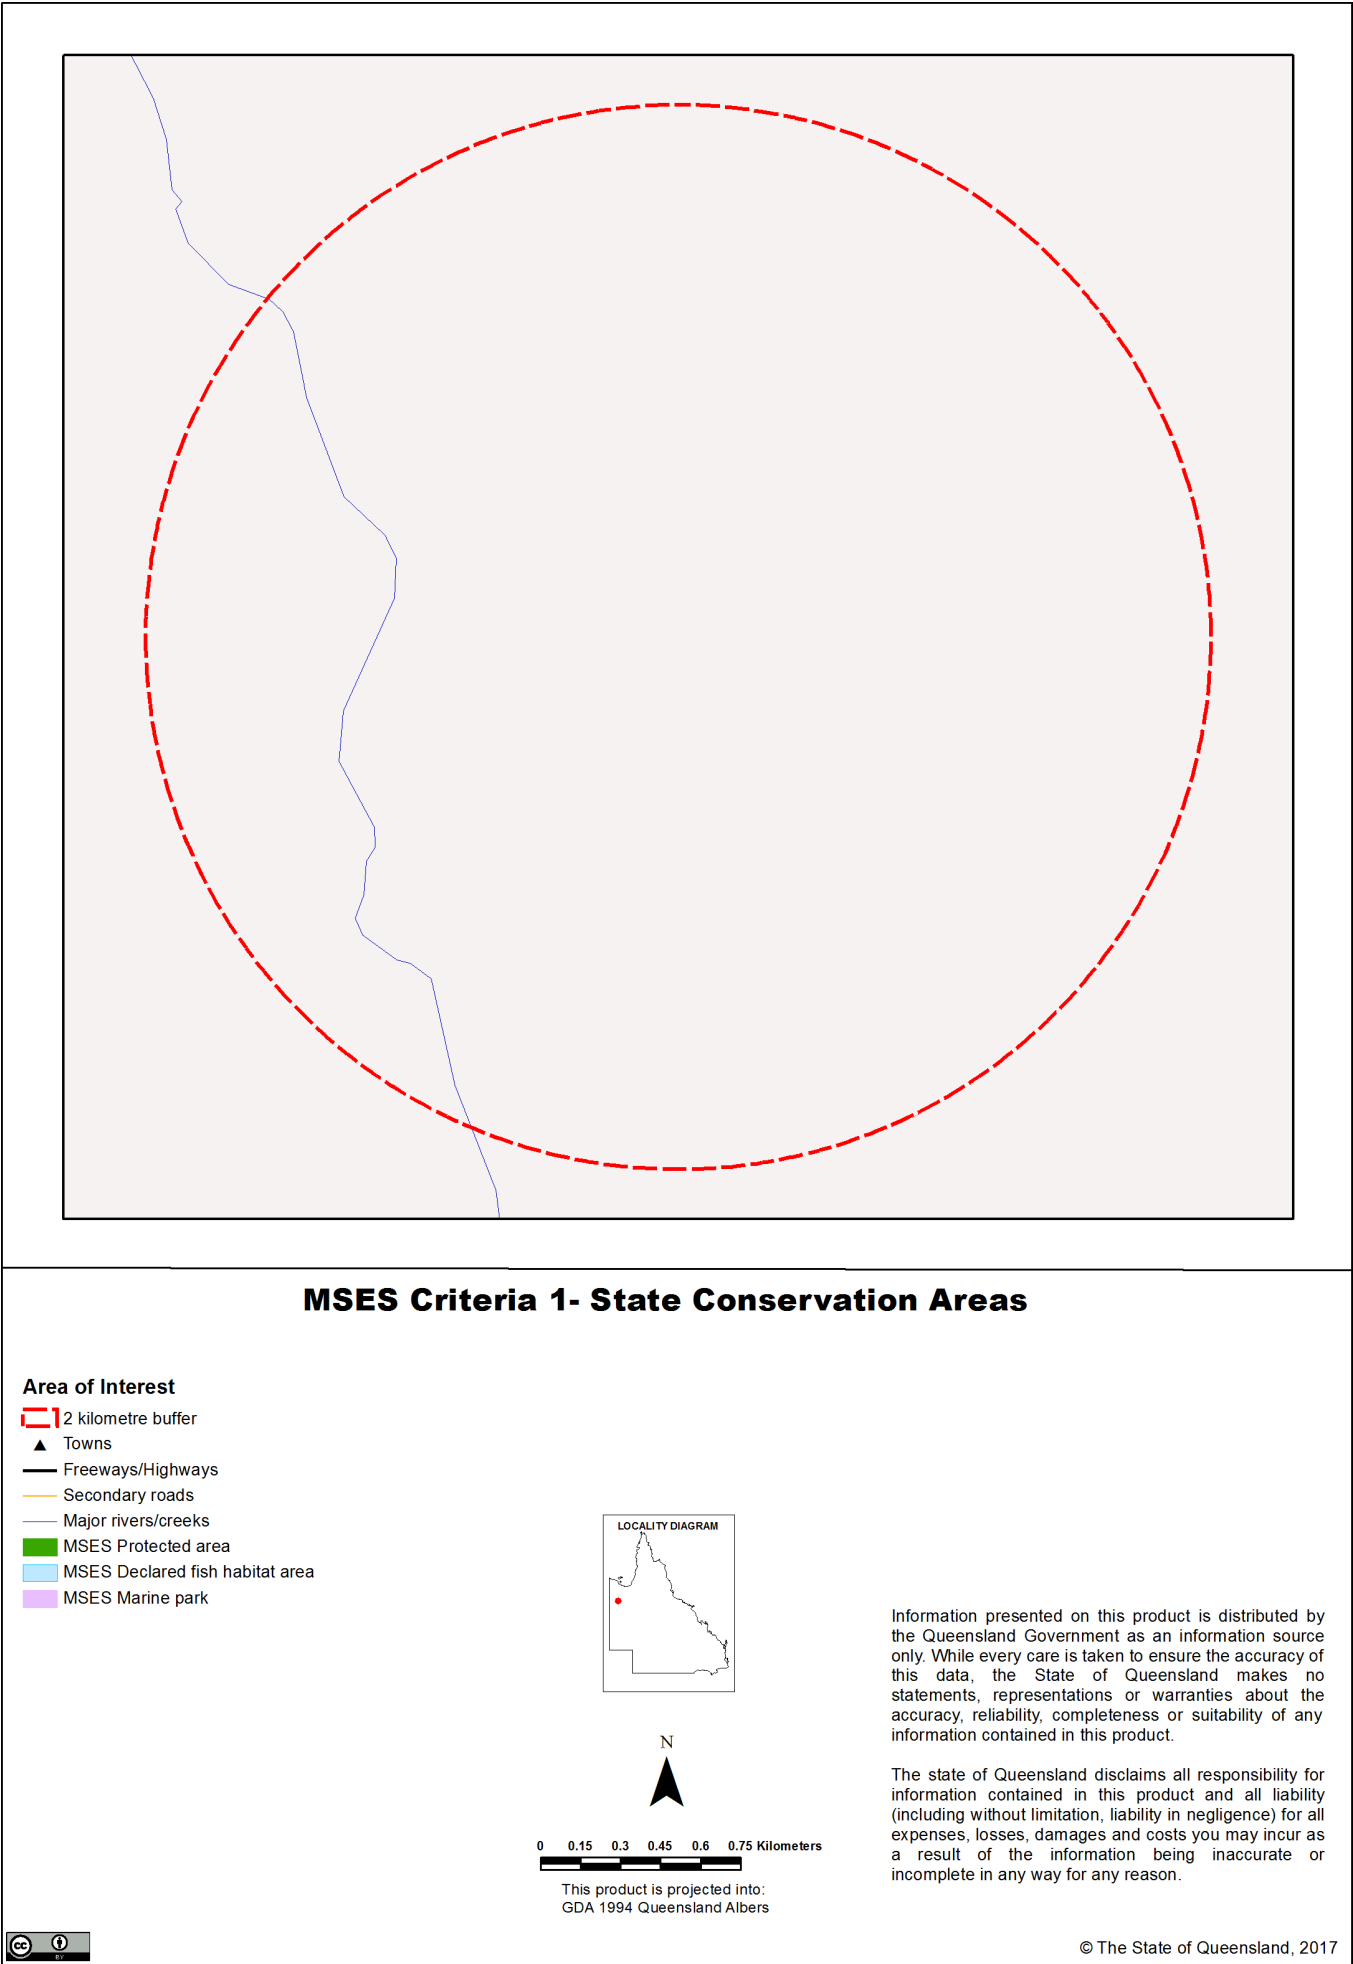 MSES Criteria 1- State Conservation Areas
Area of Interest
2 kilometre buffer
Towns
Freeways/Highways
Secondary roads
Major rivers/creeks
MSES Protected area
MSES Declared fish habitat area
MSES Marine park
LOCALITY DIAGRAM
N
0 0.15 0.3 0.45 0.6 0.75 Kilometers
This product is projected into:
GDA 1994 Queensland Albers
Information presented on this product is distributed by
the Queensland Government as an information source
only. While every care is taken to ensure the accuracy of
this data, the State of Queensland makes no
statements, representations or warranties about the
accuracy, reliability, completeness or suitability of any
information contained in this product.
The state of Queensland disclaims all responsibility for
information contained in this product and all liability
(including without limitation, liability in negligence) for all
expenses, losses, damages and costs you may incur as
a result of the information being inaccurate or
incomplete in any way for any reason.
cc
BY
© The State of Queensland, 2017